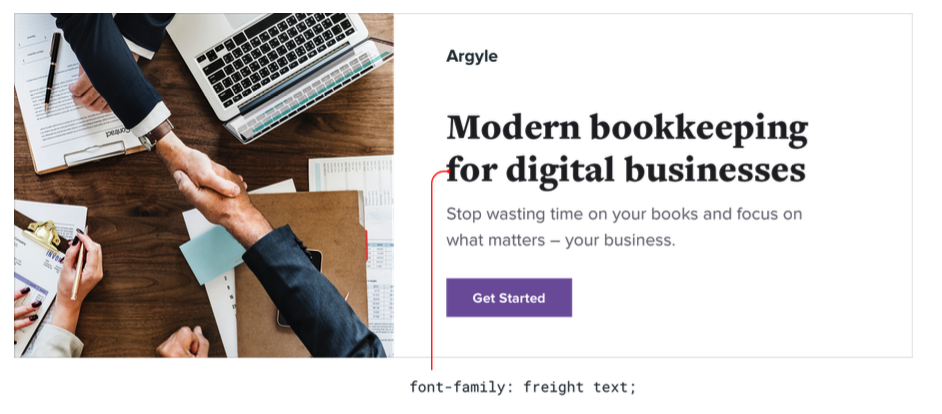 Argyle
Modern bookkeeping
for digital businesses
Stop wasting time on your books and focus on
what matters – your business.
Get Started
font-family: freight text;
Contract